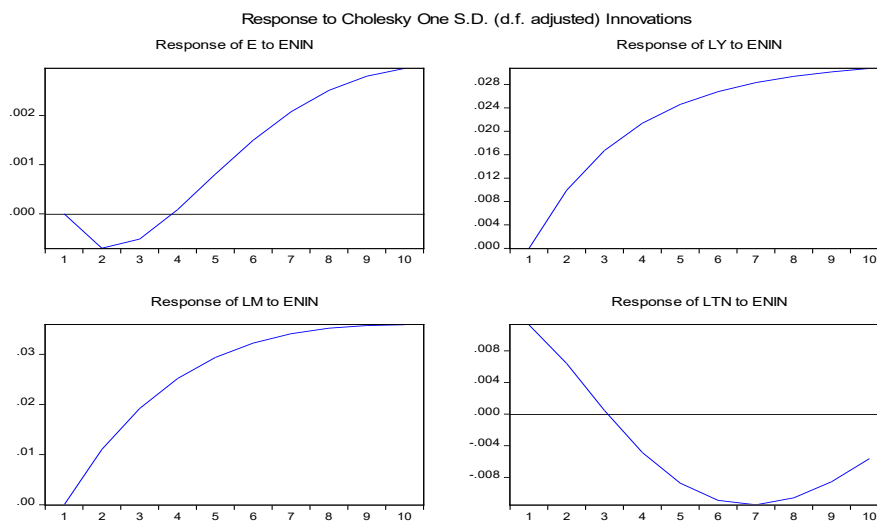 Response to Cholesky One S.D. (d.f. adjusted) Innovations
Response of E to ENIN
.002
.001
.000
1 2 3 4 5 6 7 8 9 10
Response of LY to ENIN
.028
.024
.020
.016
.012
.008
.004
.000
1 2 3 4 5 6 7 8 9 10
Response of LM to ENIN
.03
.02
.01
.00
1 2 3 4 5 6 7 8 9 10
Response of LTN to ENIN
.008
.004
.000
-.004
-.008
1 2 3 4 5 6 7 8 9 10